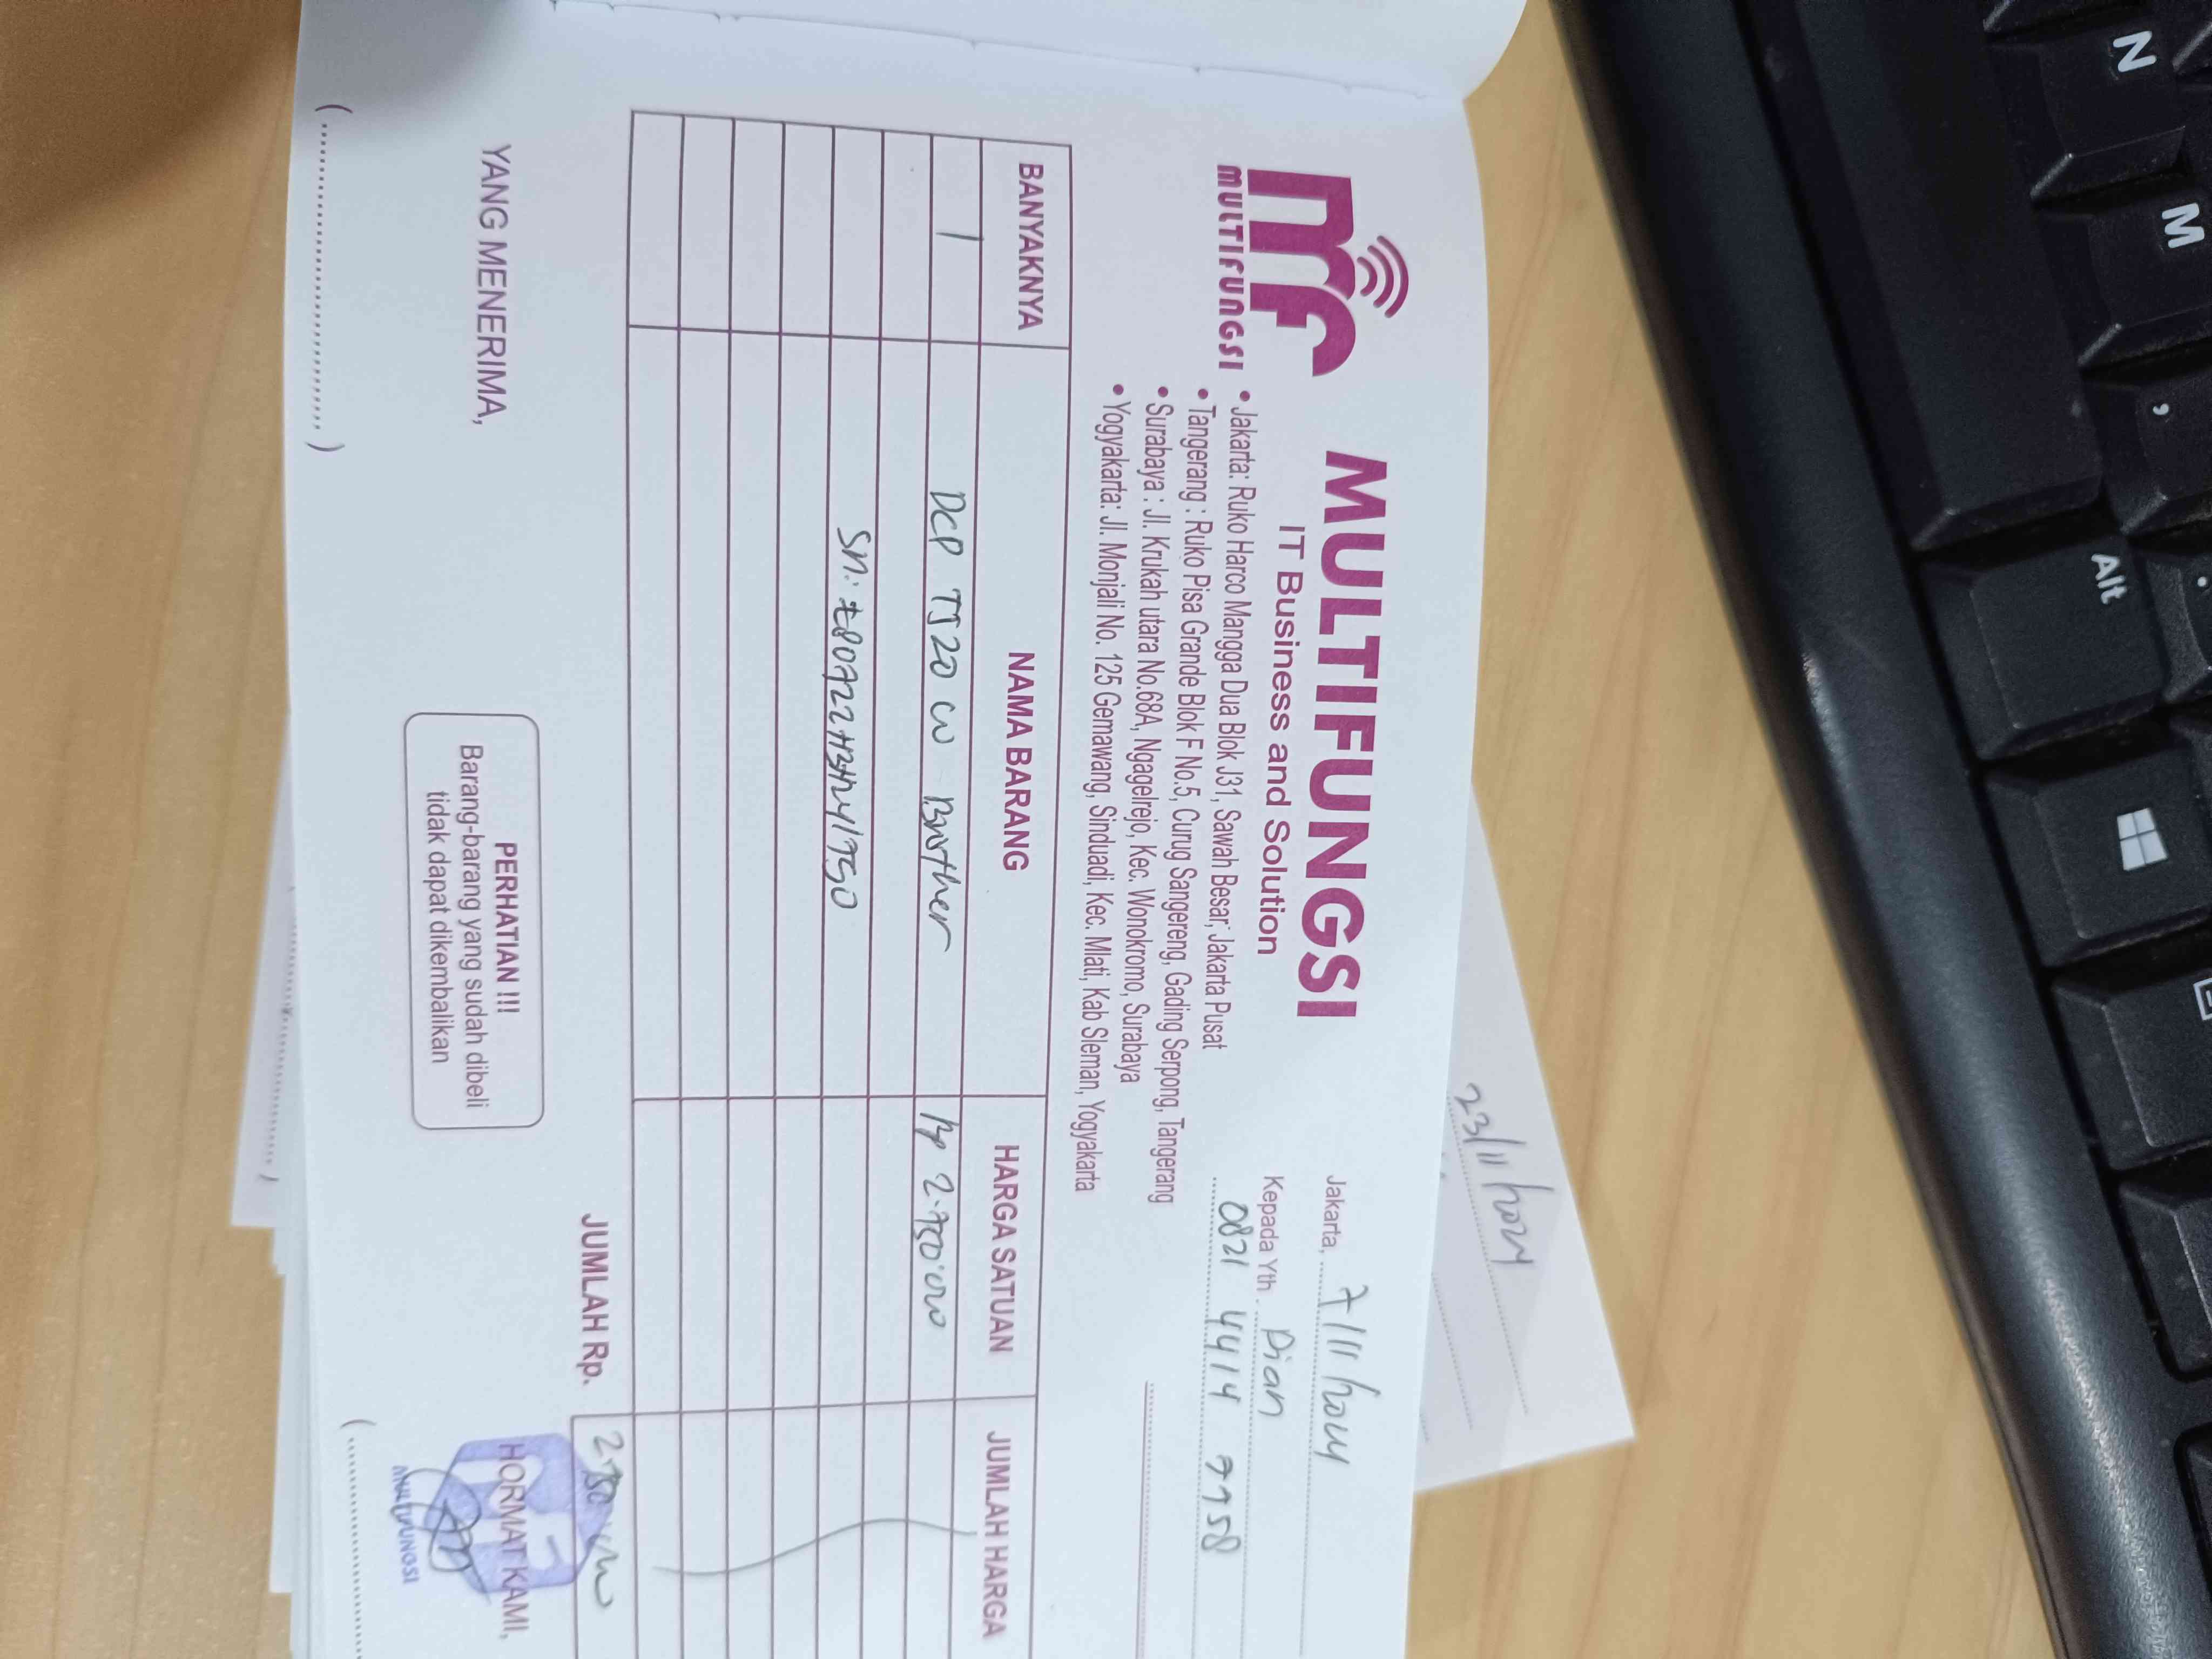 MULTIFUNGSI
MULTIFUNGSI
IT Business and Solution
• Jakarta: Ruko Harco Mangga Dua Blok J31, Sawah Besar, Jakarta Pusat
• Tangerang : Ruko Pisa Grande Blok F No.5, Curug Sangereng, Gading Serpong, Tangerang
• Surabaya : Jl. Krukah utara No.68A, Ngagelrejo, Kec. Wonokromo, Surabaya
• Yogyakarta: Jl. Monjali No. 125 Gemawang, Sinduadi, Kec. Mlati, Kab Sleman, Yogyakarta
Jakarta, 7/11/2024
Kepada Yth. Dian
0821 4414 9958
BANYAKNYA NAMA BARANG HARGA SATUAN JUMLAH HARGA
1 DCP T520 W Brother Rp 2.750.000
SN:
JUMLAH Rp. 2.750.000
YANG MENERIMA,
PERHATIAN !!!
Barang-barang yang sudah dibeli
tidak dapat dikembalikan
HORMAT KAMI,
MULTIFUNGSI
23/11/2024
N
M
,
.
Alt